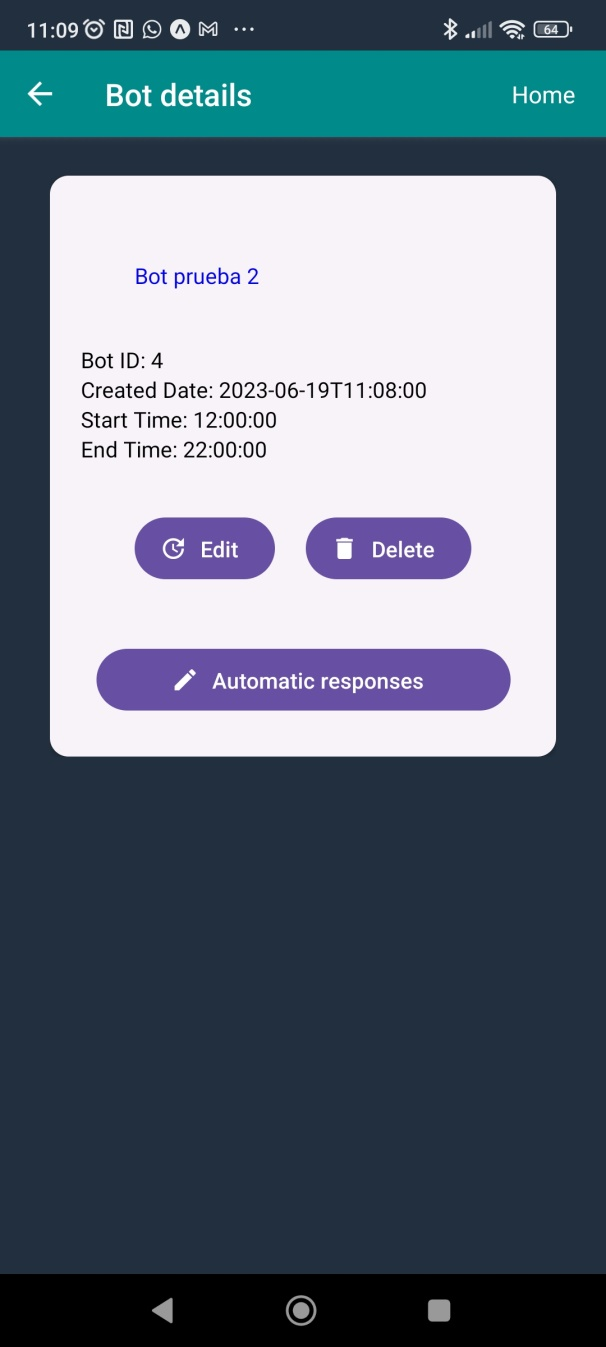 11:09
64
Bot details
Home
Bot prueba 2
Bot ID: 4
Created Date: 2023-06-19T11:08:00
Start Time: 12:00:00
End Time: 22:00:00
Edit
Delete
Automatic responses